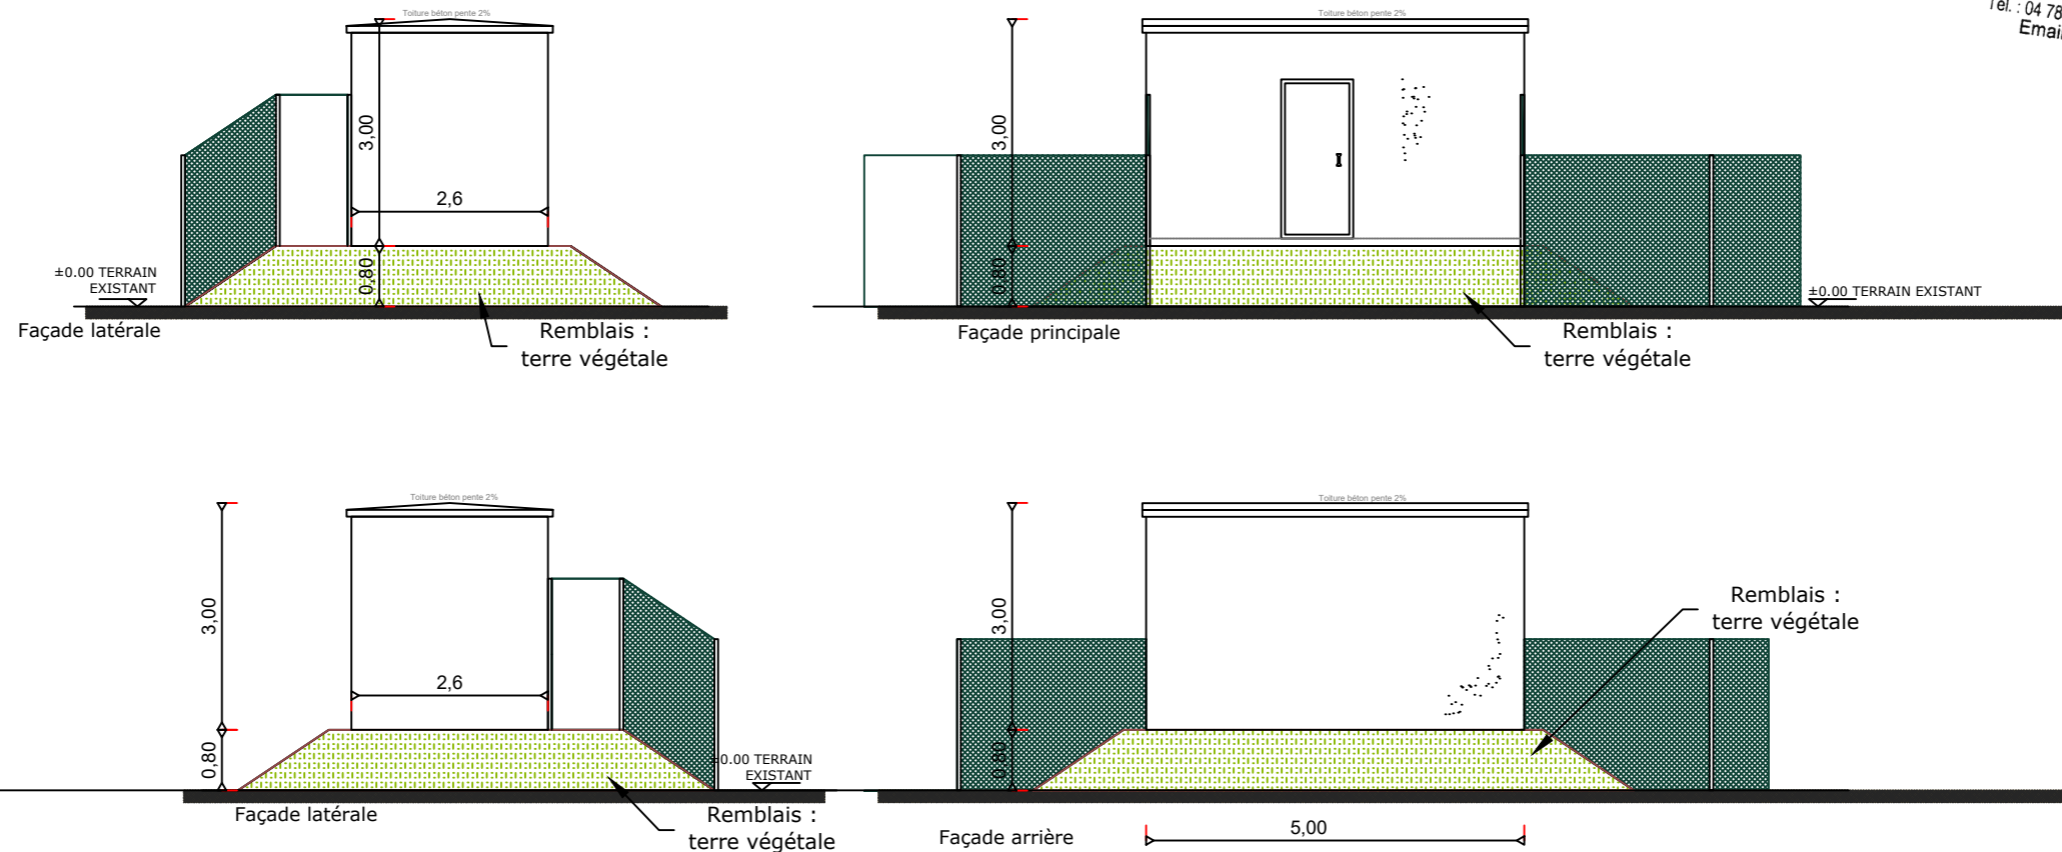 Toiture béton pente 2%
3,00
2,6
0,80
±0.00 TERRAIN
EXISTANT
Façade latérale
Remblais :
terre végétale
Toiture béton pente 2%
3,00
0,80
±0.00 TERRAIN EXISTANT
Façade principale
Remblais :
terre végétale
Tél. : 04 78
Email
Toiture béton pente 2%
3,00
2,6
0,80
±0.00 TERRAIN
EXISTANT
Façade latérale
Remblais :
terre végétale
Toiture béton pente 2%
3,00
0,80
Remblais :
terre végétale
Façade arrière
5,00